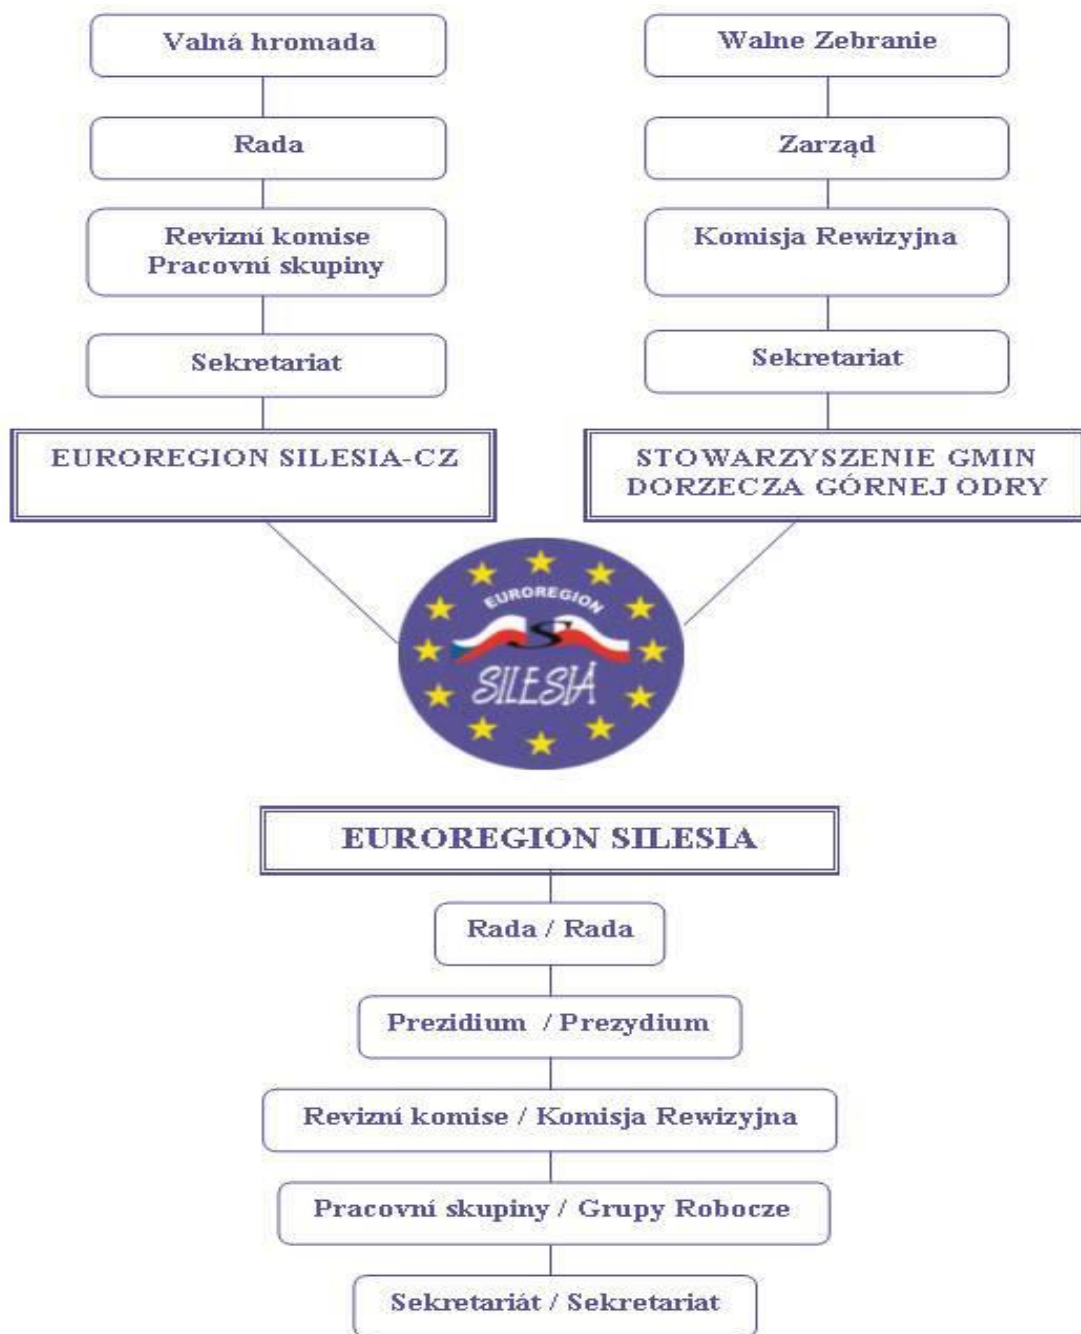 Valná hromada
Rada
Revizní komise
Pracovní skupiny
Sekretariat
EUROREGION SILESIA-CZ
Walne Zebranie
Zarząd
Komisja Rewizyjna
Sekretariat
STOWARZYSZENIE GMIN
DORZECZA GÓRNEJ ODRY
EUROREGION
S
SILESIA
EUROREGION SILESIA
Rada / Rada
Prezidium / Prezydium
Revizní komise / Komisja Rewizyjna
Pracovní skupiny / Grupy Robocze
Sekretariát / Sekretariat